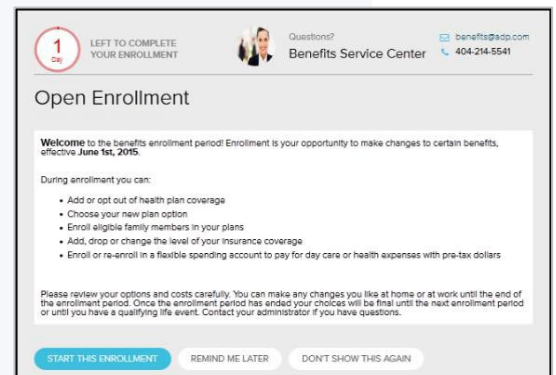 1
Day
LEFT TO COMPLETE
YOUR ENROLLMENT
Questions?
Benefits Service Center
benefits@adp.com
404-214-5541
Open Enrollment
Welcome to the benefits enrollment period! Enrollment is your opportunity to make changes to certain benefits,
effective June 1st, 2015.
During enrollment you can:
• Add or opt out of health plan coverage
• Choose your new plan option
• Enroll eligible family members in your plans
• Add, drop or change the level of your insurance coverage
• Enroll or re-enroll in a flexible spending account to pay for day care or health expenses with pre-tax dollars
Please review your options and costs carefully. You can make any changes you like at home or at work until the end of
the enrollment period. Once the enrollment period has ended your choices will be final until the next enrollment period
or until you have a qualifying life event. Contact your administrator if you have questions.
START THIS ENROLLMENT
REMIND ME LATER
DON'T SHOW THIS AGAIN